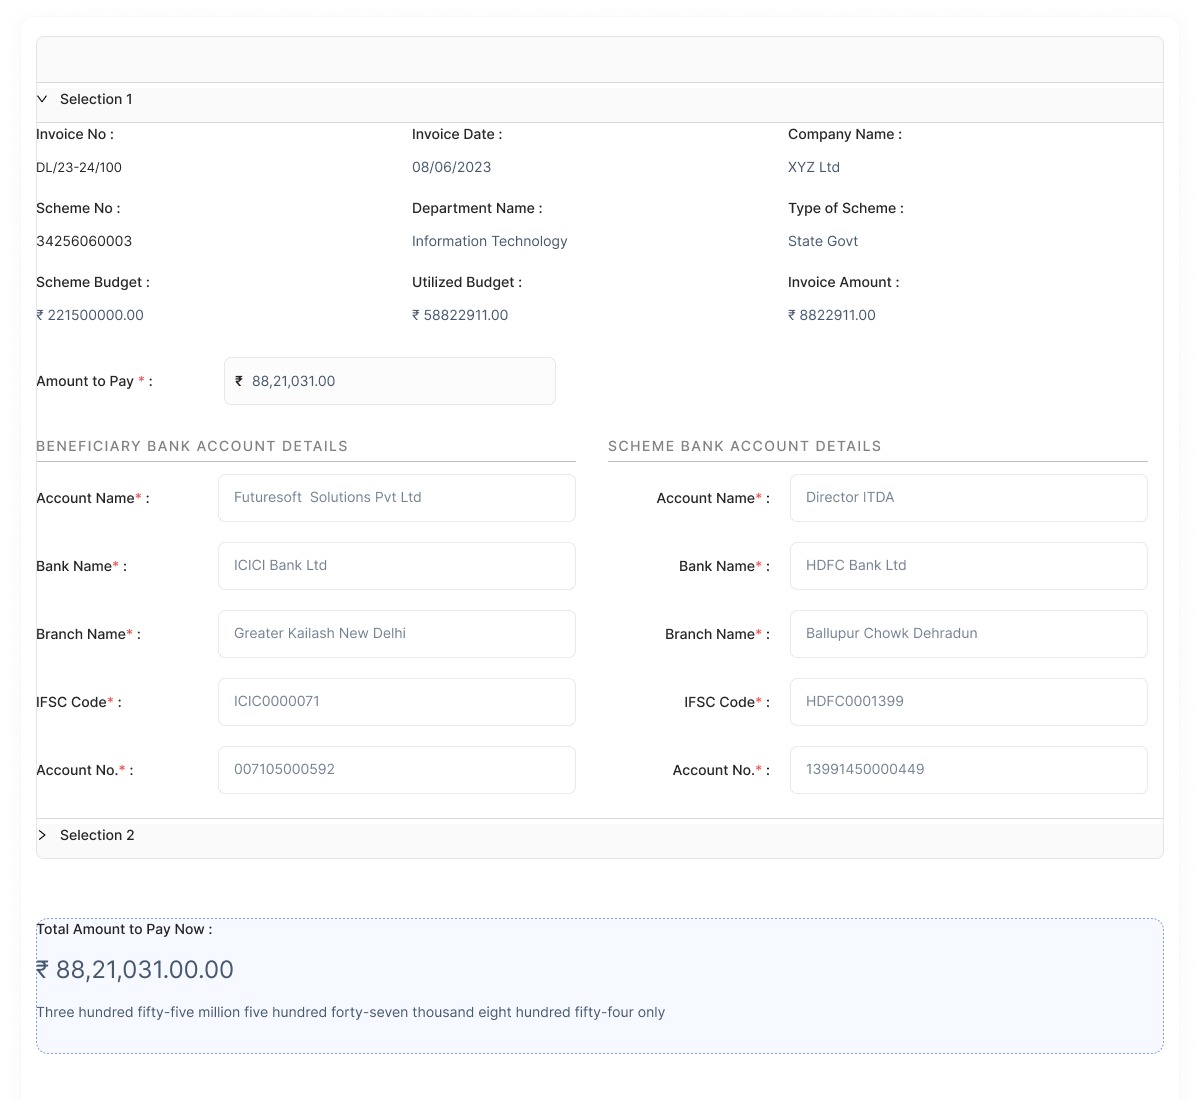 Selection 1
Invoice No :
Invoice Date :
Company Name :
DL/23-24/100
08/06/2023
XYZ Ltd
Scheme No :
Department Name :
Type of Scheme :
34256060003
Information Technology
State Govt
Scheme Budget :
Utilized Budget :
Invoice Amount :
₹ 221500000.00
₹ 58822911.00
₹ 8822911.00
Amount to Pay * :
₹ 88,21,031.00
BENEFICIARY BANK ACCOUNT DETAILS
Account Name* :
Futuresoft  Solutions Pvt Ltd
Bank Name* :
ICICI Bank Ltd
Branch Name* :
Greater Kailash New Delhi
IFSC Code* :
ICIC0000071
Account No.* :
007105000592
SCHEME BANK ACCOUNT DETAILS
Account Name* :
Director ITDA
Bank Name* :
HDFC Bank Ltd
Branch Name* :
Ballupur Chowk Dehradun
IFSC Code* :
HDFC0001399
Account No.* :
13991450000449
Selection 2
Total Amount to Pay Now :
₹ 88,21,031.00.00
Three hundred fifty-five million five hundred forty-seven thousand eight hundred fifty-four only